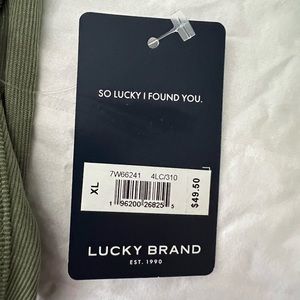 SO LUCKY I FOUND YOU.
7W66241 4LC/310
XL
1 96200 26825 5
$49.50
LUCKY BRAND
EST. 1990